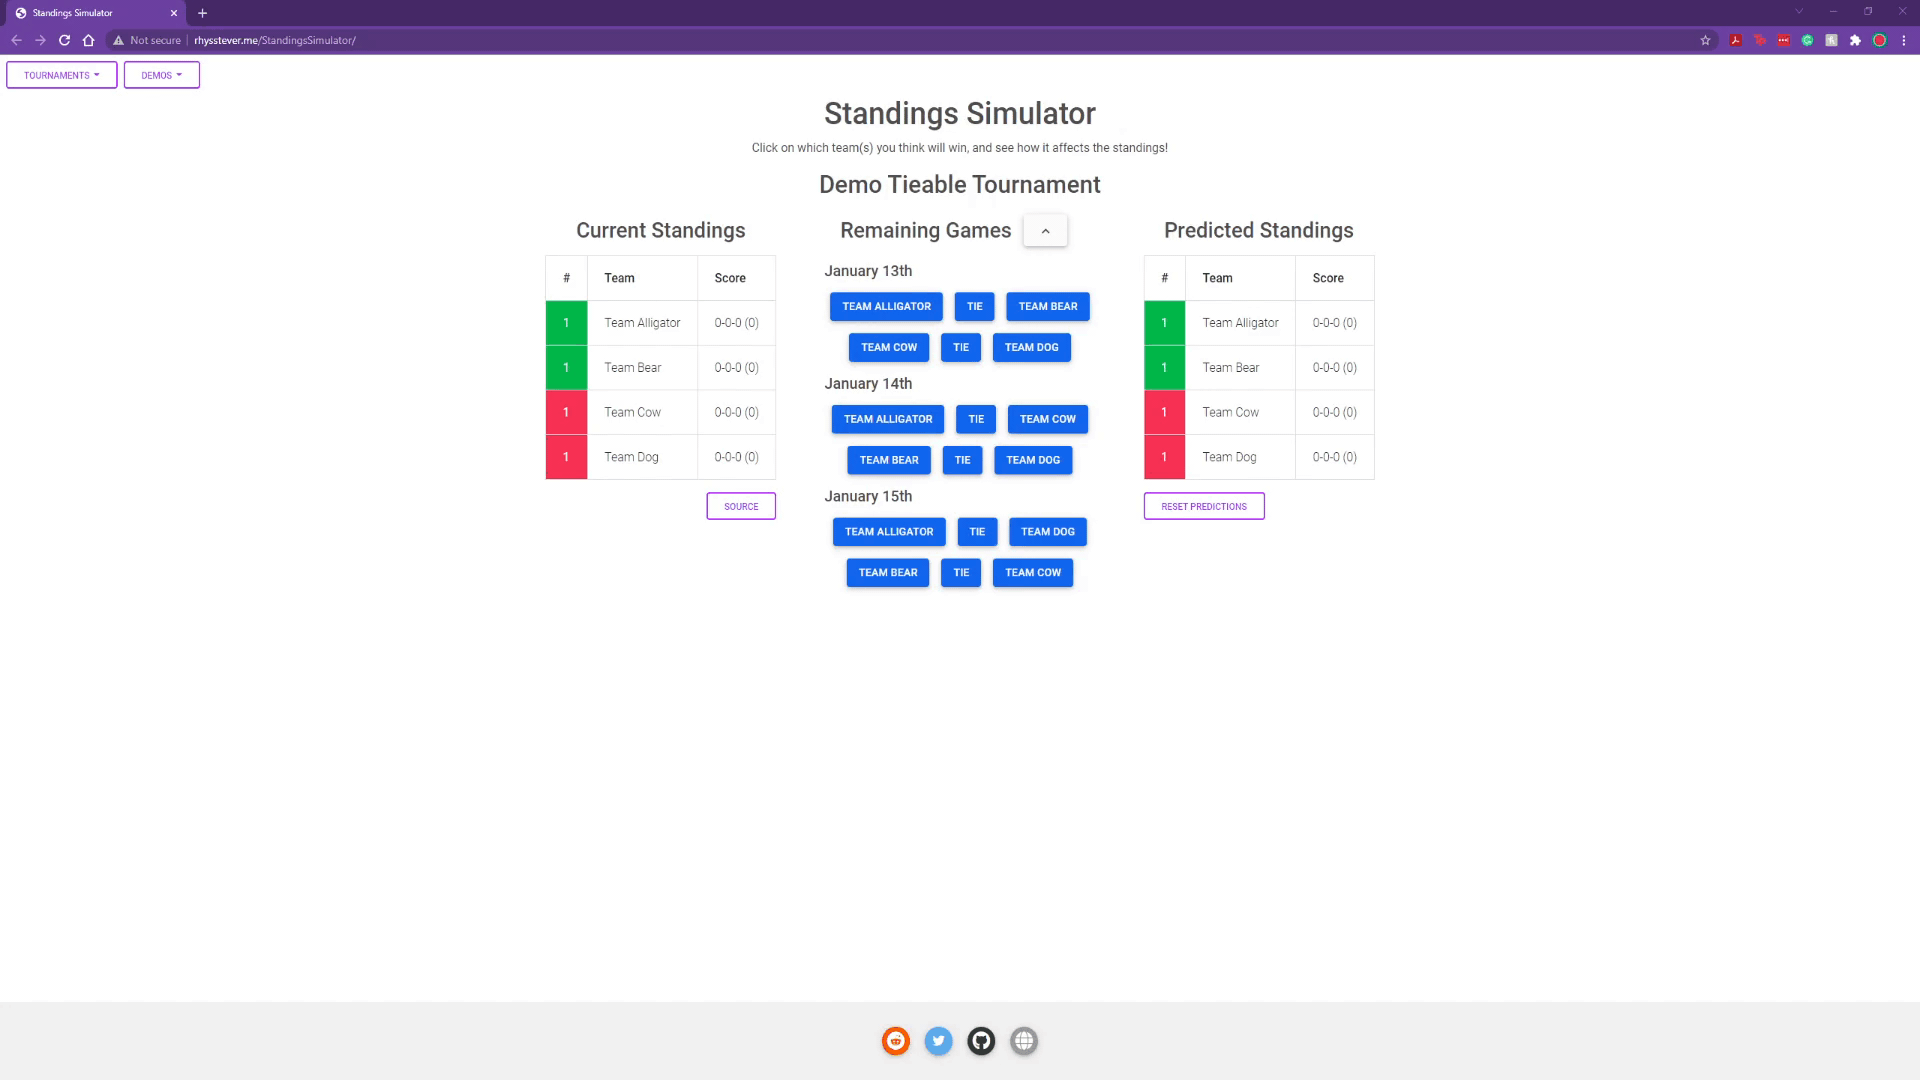 Standings Simulator
Not secure rhysstever.me/StandingsSimulator/
TOURNAMENTS DEMOS
Standings Simulator
Click on which team(s) you think will win, and see how it affects the standings!
Demo Tieable Tournament
Current Standings
# Team Score
1 Team Alligator 0-0-0 (0)
1 Team Bear 0-0-0 (0)
1 Team Cow 0-0-0 (0)
1 Team Dog 0-0-0 (0)
SOURCE
Remaining Games
January 13th
TEAM ALLIGATOR TIE TEAM BEAR
TEAM COW TIE TEAM DOG
January 14th
TEAM ALLIGATOR TIE TEAM COW
TEAM BEAR TIE TEAM DOG
January 15th
TEAM ALLIGATOR TIE TEAM DOG
TEAM BEAR TIE TEAM COW
Predicted Standings
# Team Score
1 Team Alligator 0-0-0 (0)
1 Team Bear 0-0-0 (0)
1 Team Cow 0-0-0 (0)
1 Team Dog 0-0-0 (0)
RESET PREDICTIONS